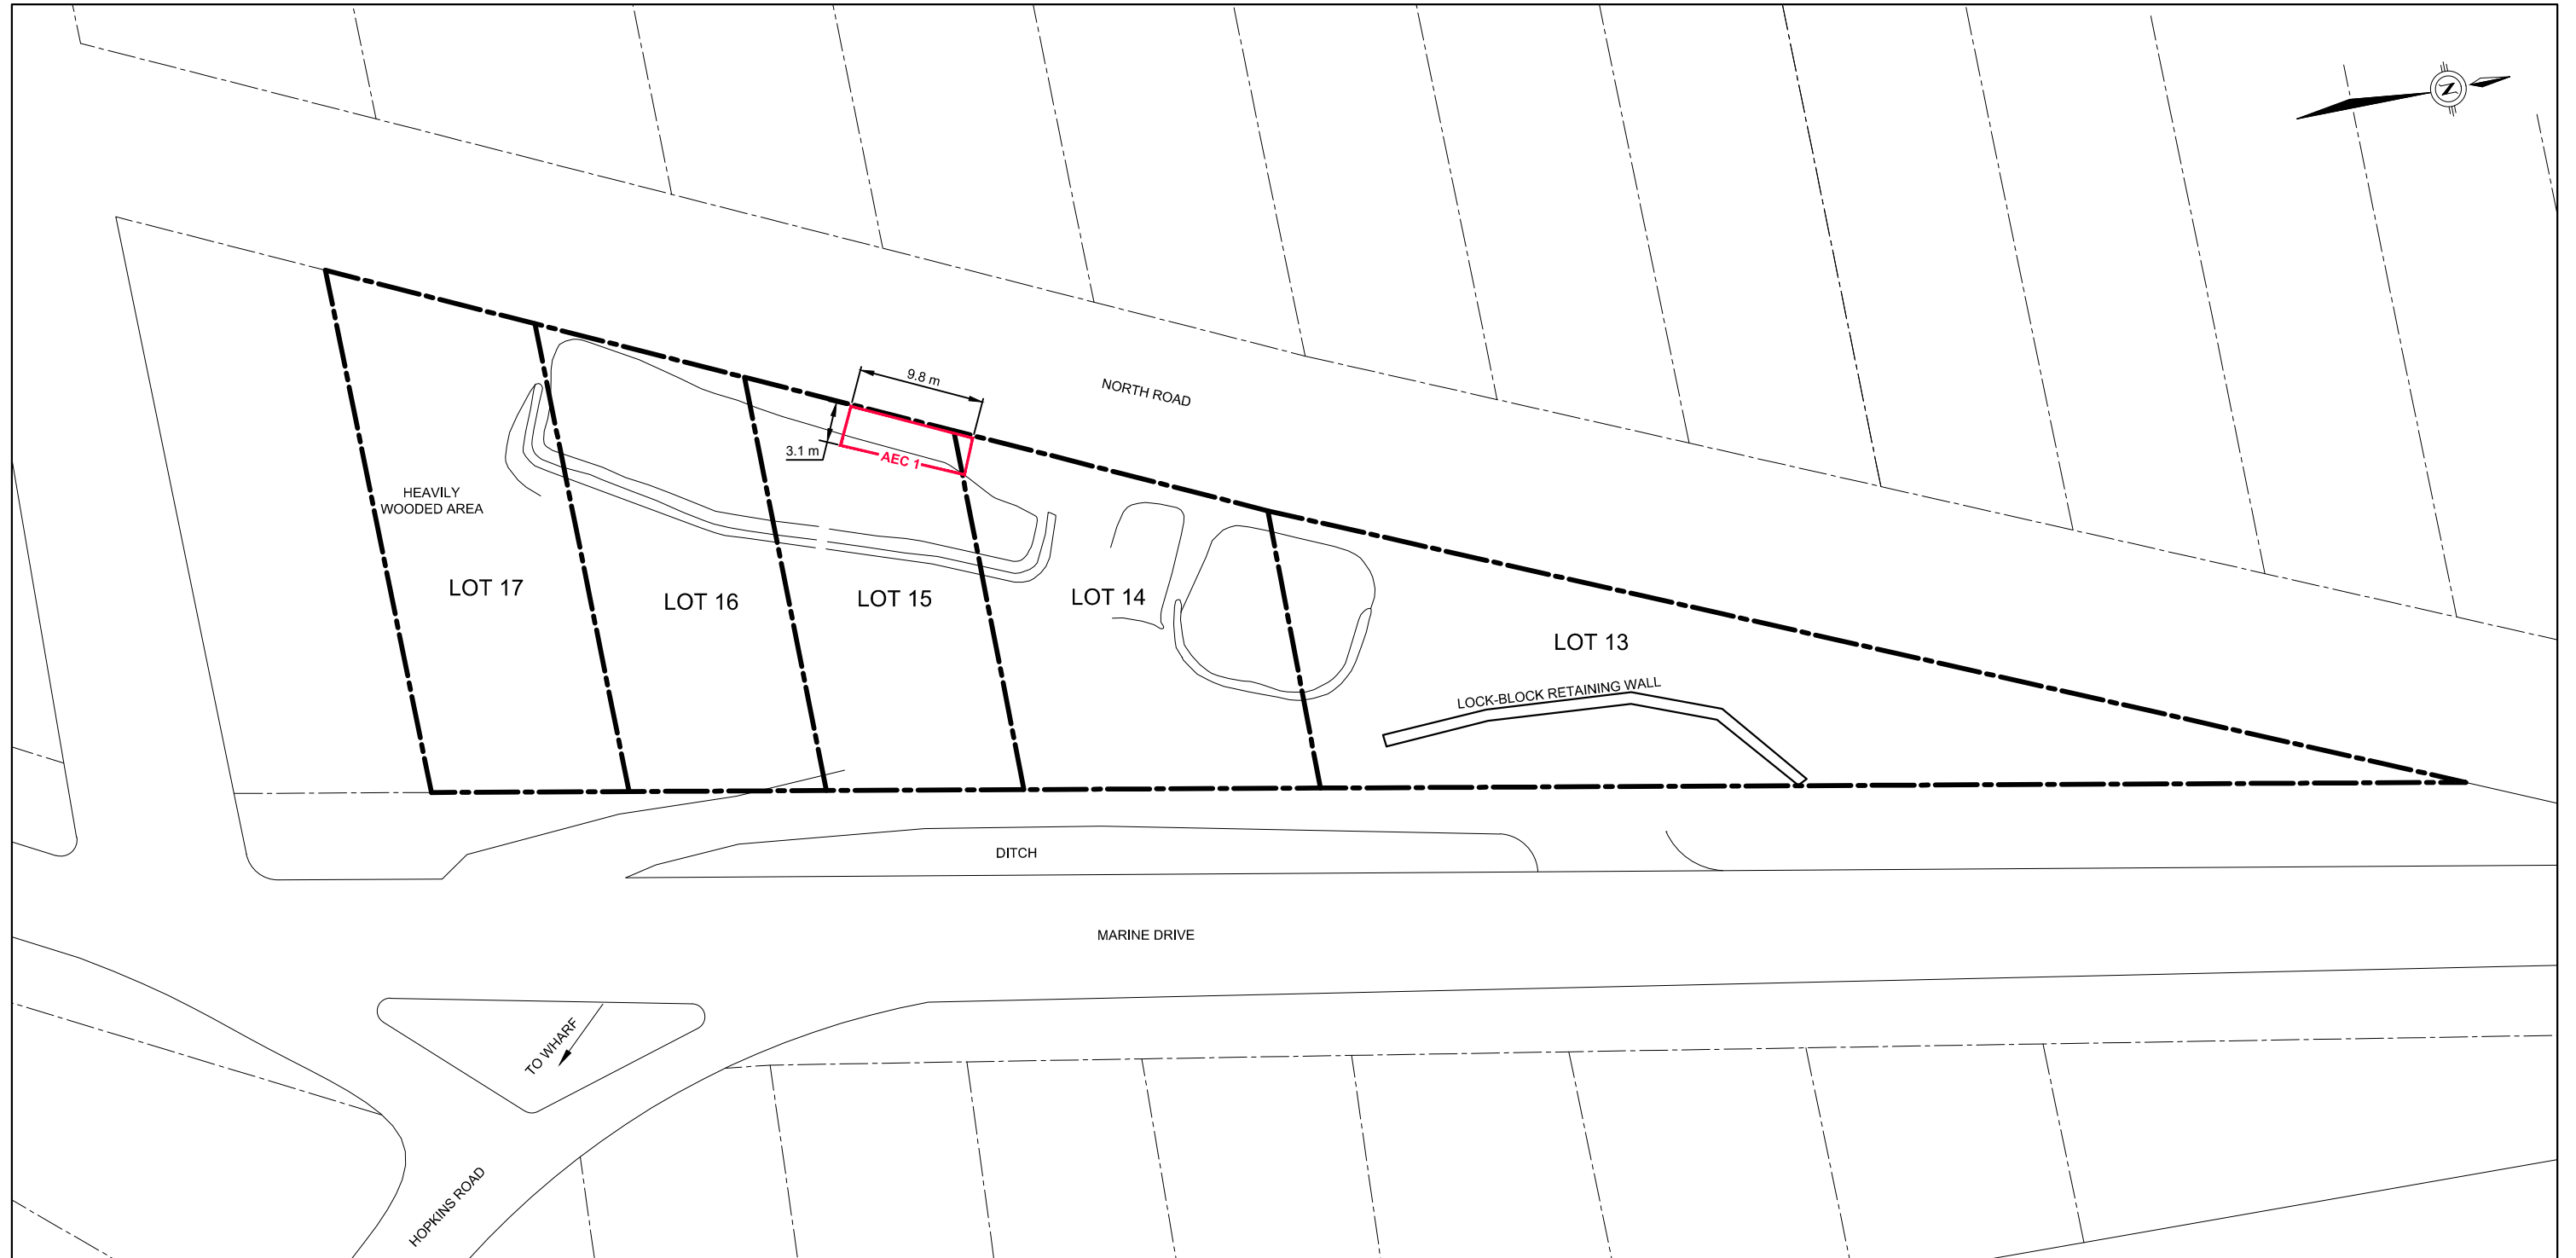 N
9.8 m
NORTH ROAD
3.1 m
AEC 1
HEAVILY
WOODED AREA
LOT 17
LOT 16
LOT 15
LOT 14
LOT 13
LOCK-BLOCK RETAINING WALL
DITCH
MARINE DRIVE
TO WHARF
HOPKINS ROAD